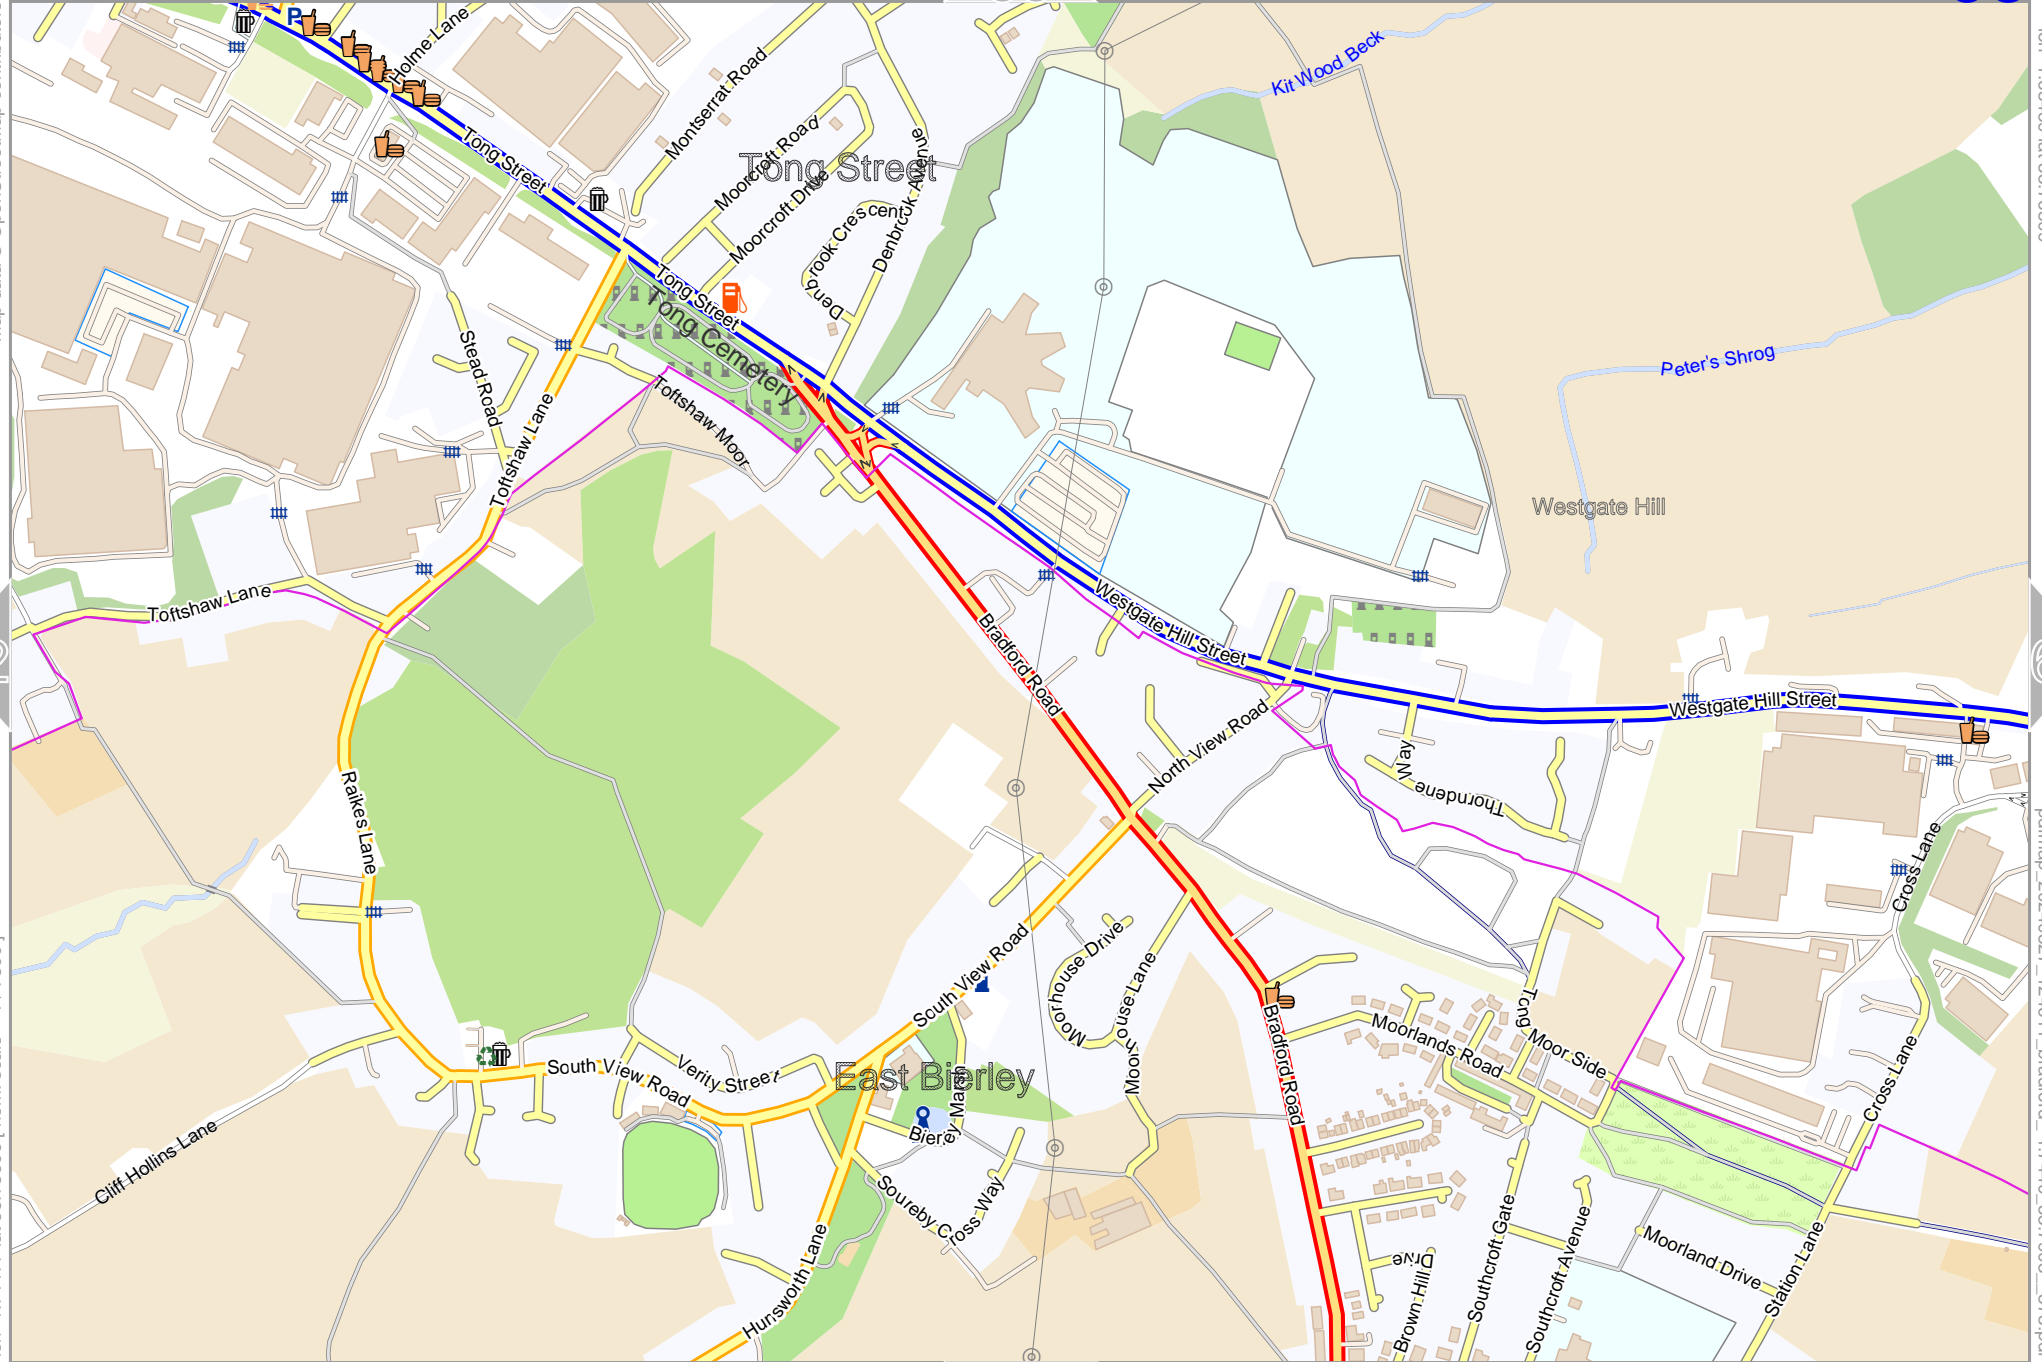 P
Holme Lane
Kit Wood Beck
Montserrat Road
Tong Street
Moorcroft Road
Tong Street
Moorcroft Drive
Denbrook Avenue
Denbrook Crescent
Tong Street
Tong Cemetery
Peter's Shrog
Stead Road
Toftshaw Lane
Toftshaw Moor
Westgate Hill
Toftshaw Lane
Westgate Hill Street
Bradford Road
Westgate Hill Street
North View Road
Way
Thorndene
Raikes Lane
Cross Lane
South View Road
Moorhouse Drive
Moorhouse Lane
Tong Moor Side
Moorlands Road
Bradford Road
South View Road
Verity Street
East Bierley
Bierley Marsh
Cross Lane
Cliff Hollins Lane
Soureby Cross Way
Hunsworth Lane
Southcroft Gate
Southcroft Avenue
Brown Hill Drive
Moorland Drive
Station Lane